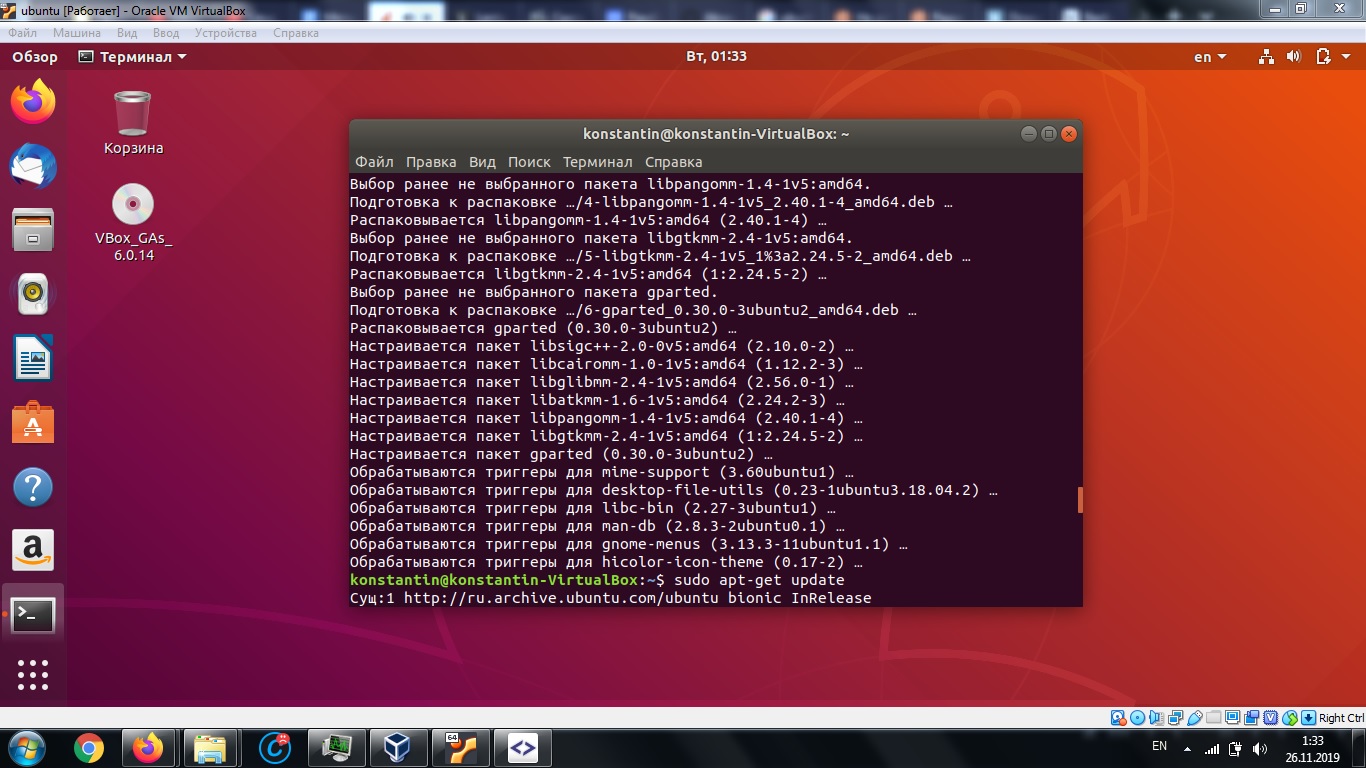 ubuntu [Работает] - Oracle VM VirtualBox
Файл Машина Вид Ввод Устройства Справка
Обзор Терминал Вт, 01:33 en
Корзина
VBox_GAs_
6.0.14
konstantin@konstantin-VirtualBox: ~
Файл Правка Вид Поиск Терминал Справка
Выбор ранее не выбранного пакета libpangomm-1.4-1v5:amd64.
Подготовка к распаковке …/4-libpangomm-1.4-1v5_2.40.1-4_amd64.deb …
Распаковывается libpangomm-1.4-1v5:amd64 (2.40.1-4) …
Выбор ранее не выбранного пакета libgtkmm-2.4-1v5:amd64.
Подготовка к распаковке …/5-libgtkmm-2.4-1v5_1%3a2.24.5-2_amd64.deb …
Распаковывается libgtkmm-2.4-1v5:amd64 (1:2.24.5-2) …
Выбор ранее не выбранного пакета gparted.
Подготовка к распаковке …/6-gparted_0.30.0-3ubuntu2_amd64.deb …
Распаковывается gparted (0.30.0-3ubuntu2) …
Настраивается пакет libsigc++-2.0-0v5:amd64 (2.10.0-2) …
Настраивается пакет libcairomm-1.0-1v5:amd64 (1.12.2-3) …
Настраивается пакет libglibmm-2.4-1v5:amd64 (2.56.0-1) …
Настраивается пакет libatkmm-1.6-1v5:amd64 (2.24.2-3) …
Настраивается пакет libpangomm-1.4-1v5:amd64 (2.40.1-4) …
Настраивается пакет libgtkmm-2.4-1v5:amd64 (1:2.24.5-2) …
Настраивается пакет gparted (0.30.0-3ubuntu2) …
Обрабатываются триггеры для mime-support (3.60ubuntu1) …
Обрабатываются триггеры для desktop-file-utils (0.23-1ubuntu3.18.04.2) …
Обрабатываются триггеры для libc-bin (2.27-3ubuntu1) …
Обрабатываются триггеры для man-db (2.8.3-2ubuntu0.1) …
Обрабатываются триггеры для gnome-menus (3.13.3-11ubuntu1.1) …
Обрабатываются триггеры для hicolor-icon-theme (0.17-2) …
konstantin@konstantin-VirtualBox:~$ sudo apt-get update
Сущ:1 http://ru.archive.ubuntu.com/ubuntu bionic InRelease
Right Ctrl
64
EN 1:33
26.11.2019